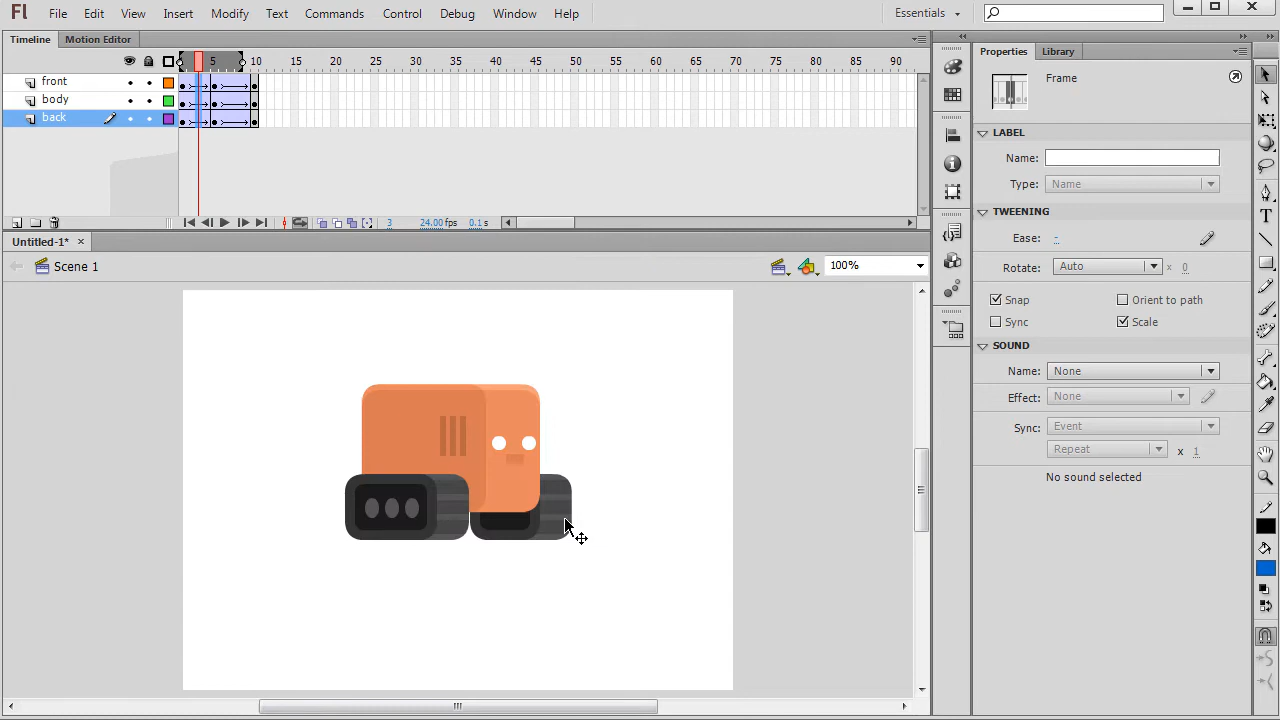 Fl File Edit View Insert Modify Text Commands Control Debug Window Help Essentials
Timeline Motion Editor
Properties Library
5 10 15 20 25 30 35 40 45 50 55 60 65 70 75 80 85 90
front
body
back
Frame
LABEL
Name:
Type: Name
TWEENING
Ease: -
Rotate: Auto x 0
Snap Orient to path
Sync Scale
SOUND
Name: None
Effect: None
Sync: Event
Repeat x 1
No sound selected
3 24.00 fps 0.1 s
Untitled-1*
Scene 1 100%